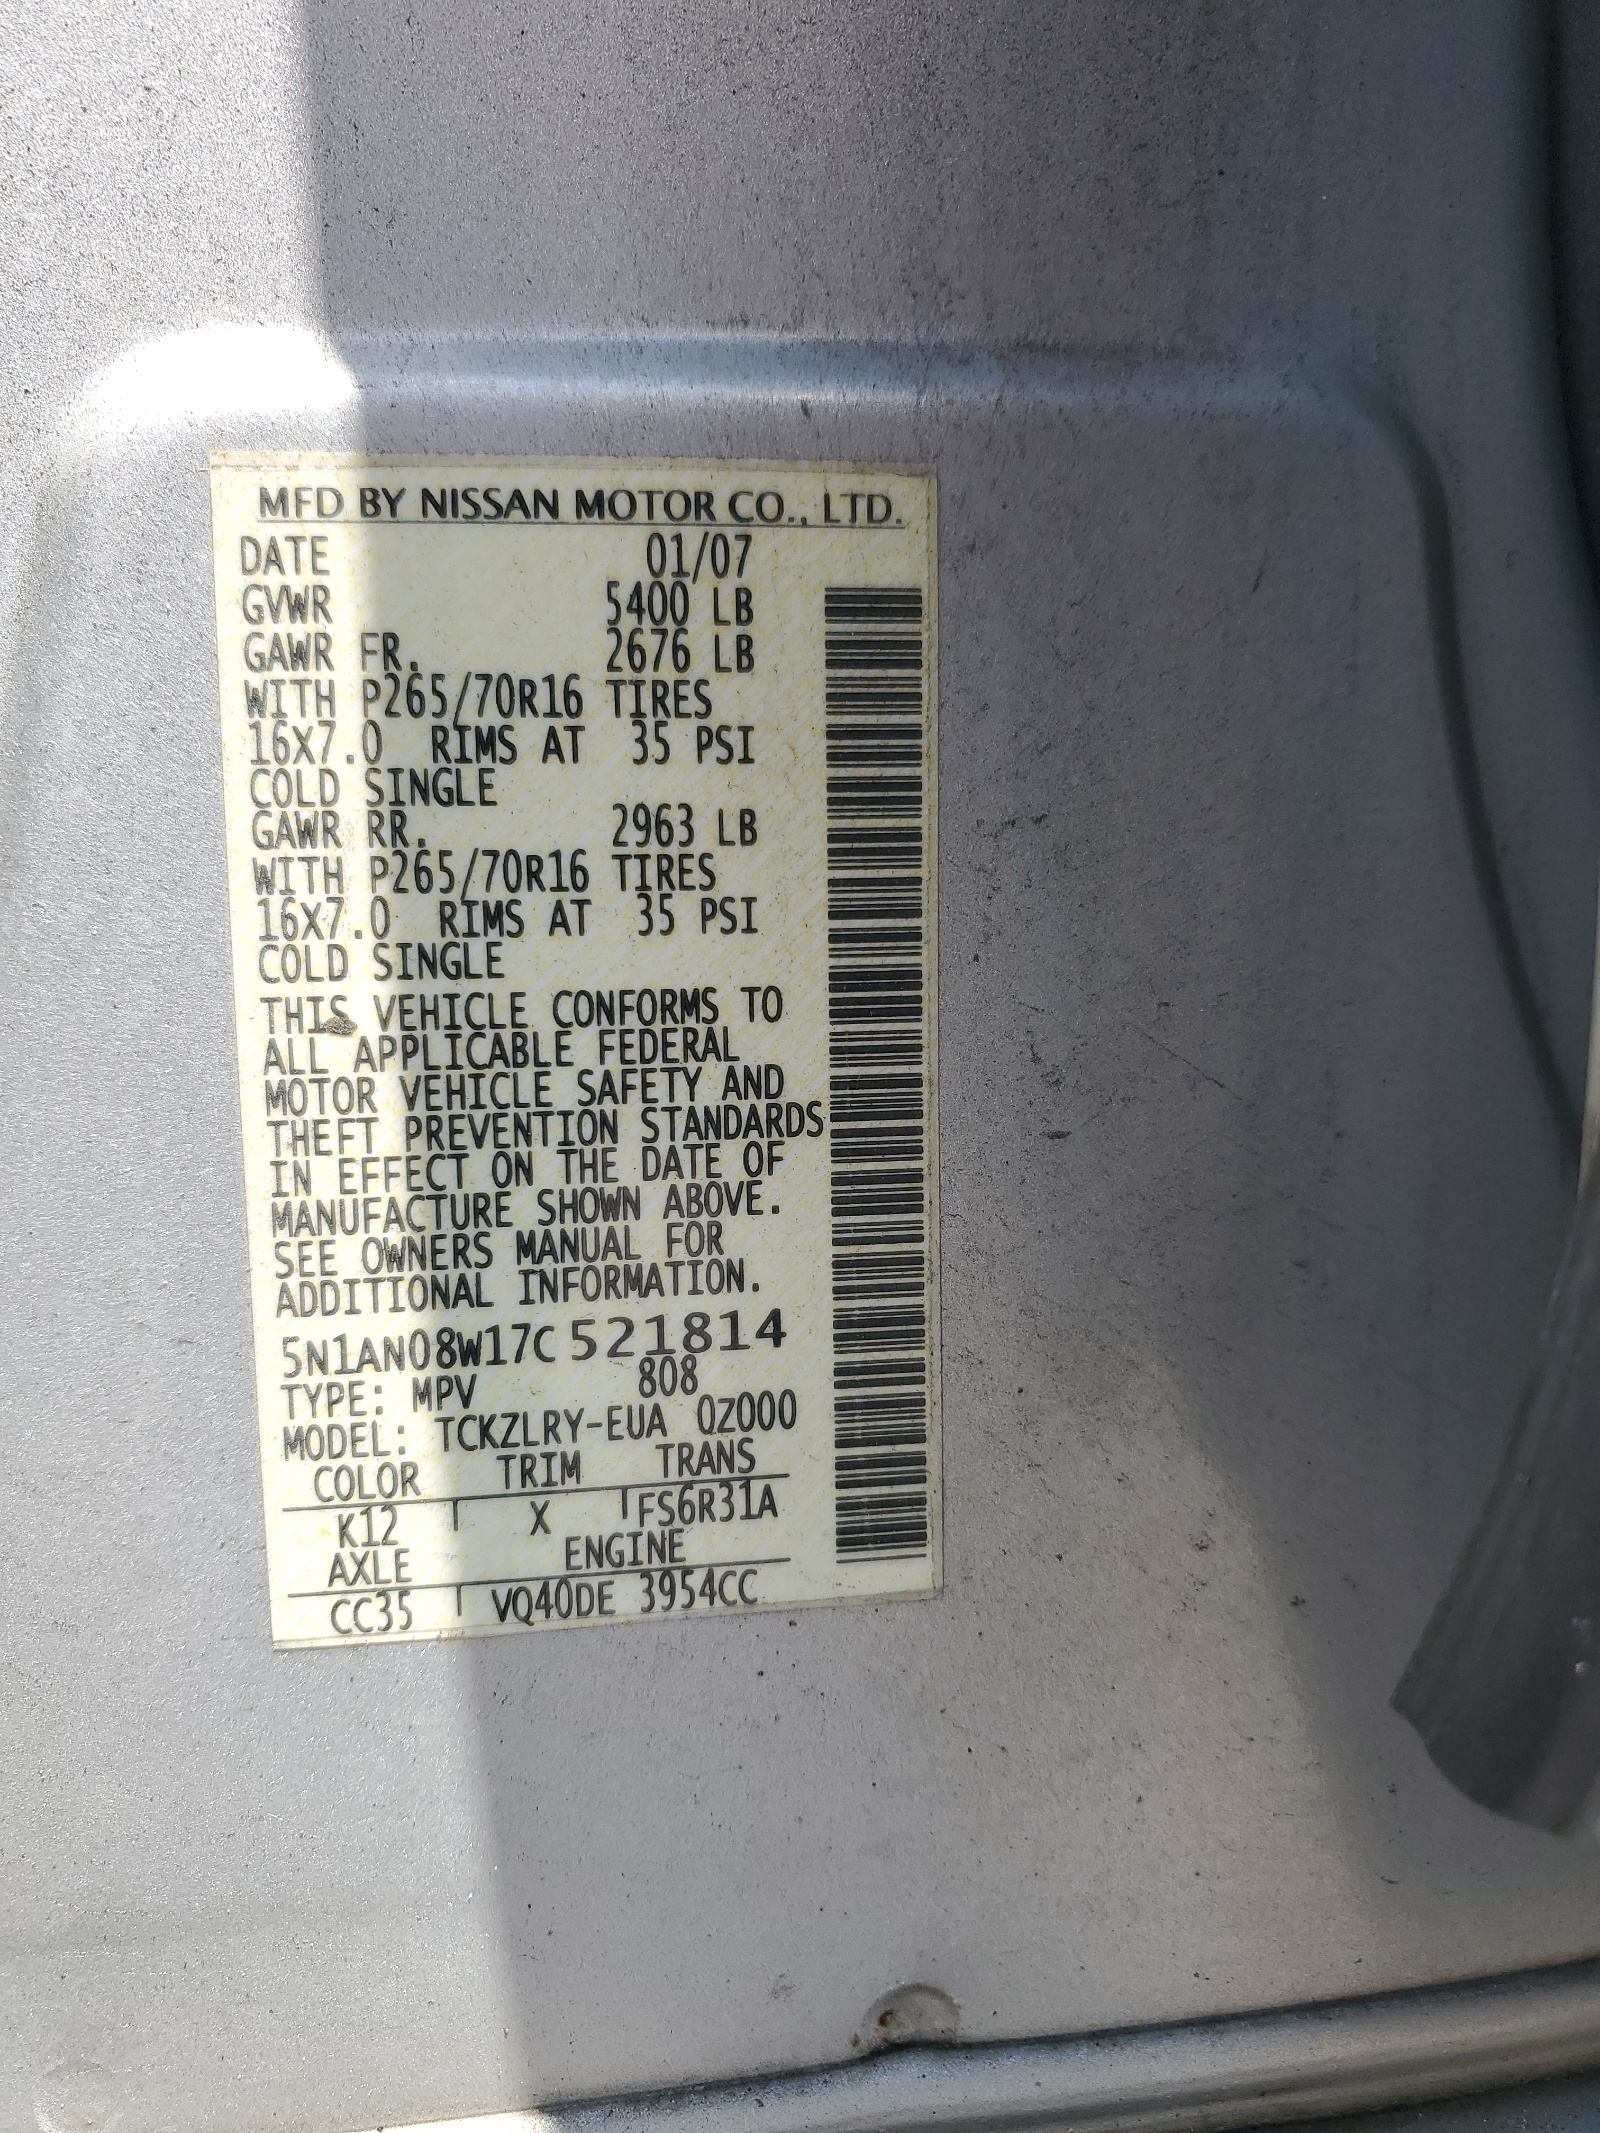 MFD BY NISSAN MOTOR CO., LTD.
DATE 01/07
GVWR 5400 LB
GAWR FR. 2676 LB
WITH P265/70R16 TIRES
16X7.0 RIMS AT 35 PSI
COLD SINGLE
GAWR RR. 2963 LB
WITH P265/70R16 TIRES
16X7.0 RIMS AT 35 PSI
COLD SINGLE
THIS VEHICLE CONFORMS TO
ALL APPLICABLE FEDERAL
MOTOR VEHICLE SAFETY AND
THEFT PREVENTION STANDARDS
IN EFFECT ON THE DATE OF
MANUFACTURE SHOWN ABOVE.
SEE OWNERS MANUAL FOR
ADDITIONAL INFORMATION.
5N1AN08W17C 521814
TYPE: MPV 808
MODEL: TCKZLRY-EUA QZ000
COLOR TRIM TRANS
K12 X FS6R31A
AXLE ENGINE
CC35 VQ40DE 3954CC